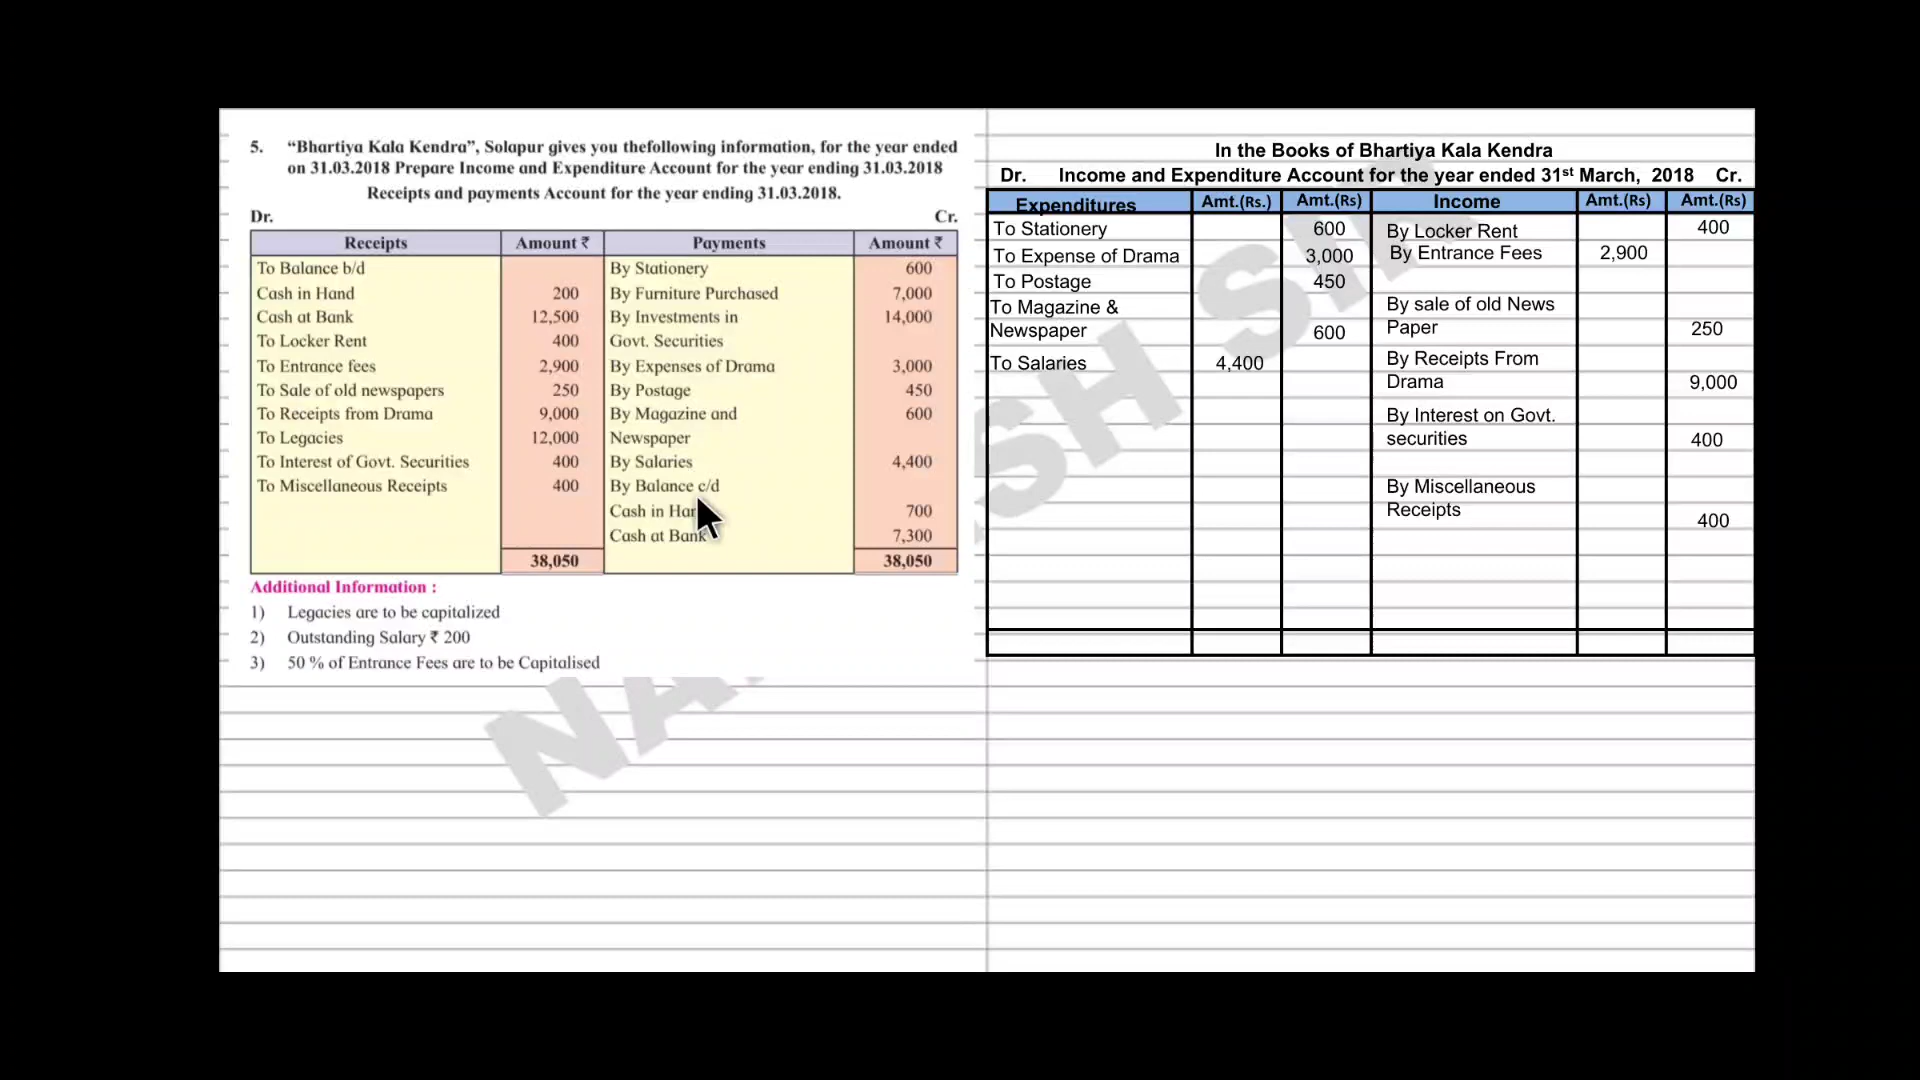 5. “Bhartiya Kala Kendra”, Solapur gives you thefollowing information, for the year ended
on 31.03.2018 Prepare Income and Expenditure Account for the year ending 31.03.2018
Receipts and payments Account for the year ending 31.03.2018.
Dr. Cr.
Receipts Amount ₹ Payments Amount ₹
To Balance b/d By Stationery 600
Cash in Hand 200 By Furniture Purchased 7,000
Cash at Bank 12,500 By Investments in 14,000
To Locker Rent 400 Govt. Securities
To Entrance fees 2,900 By Expenses of Drama 3,000
To Sale of old newspapers 250 By Postage 450
To Receipts from Drama 9,000 By Magazine and 600
To Legacies 12,000 Newspaper
To Interest of Govt. Securities 400 By Salaries 4,400
To Miscellaneous Receipts 400 By Balance c/d
Cash in Har 700
Cash at Bank 7,300
38,050 38,050
Additional Information :
1) Legacies are to be capitalized
2) Outstanding Salary ₹ 200
3) 50 % of Entrance Fees are to be Capitalised
In the Books of Bhartiya Kala Kendra
Dr. Income and Expenditure Account for the year ended 31st March, 2018 Cr.
Expenditures Amt.(Rs.) Amt.(Rs) Income Amt.(Rs) Amt.(Rs)
To Stationery 600 By Locker Rent 400
To Expense of Drama 3,000 By Entrance Fees 2,900
To Postage 450
To Magazine & By sale of old News
Newspaper 600 Paper 250
To Salaries 4,400 By Receipts From
Drama 9,000
By Interest on Govt.
securities 400
By Miscellaneous
Receipts 400